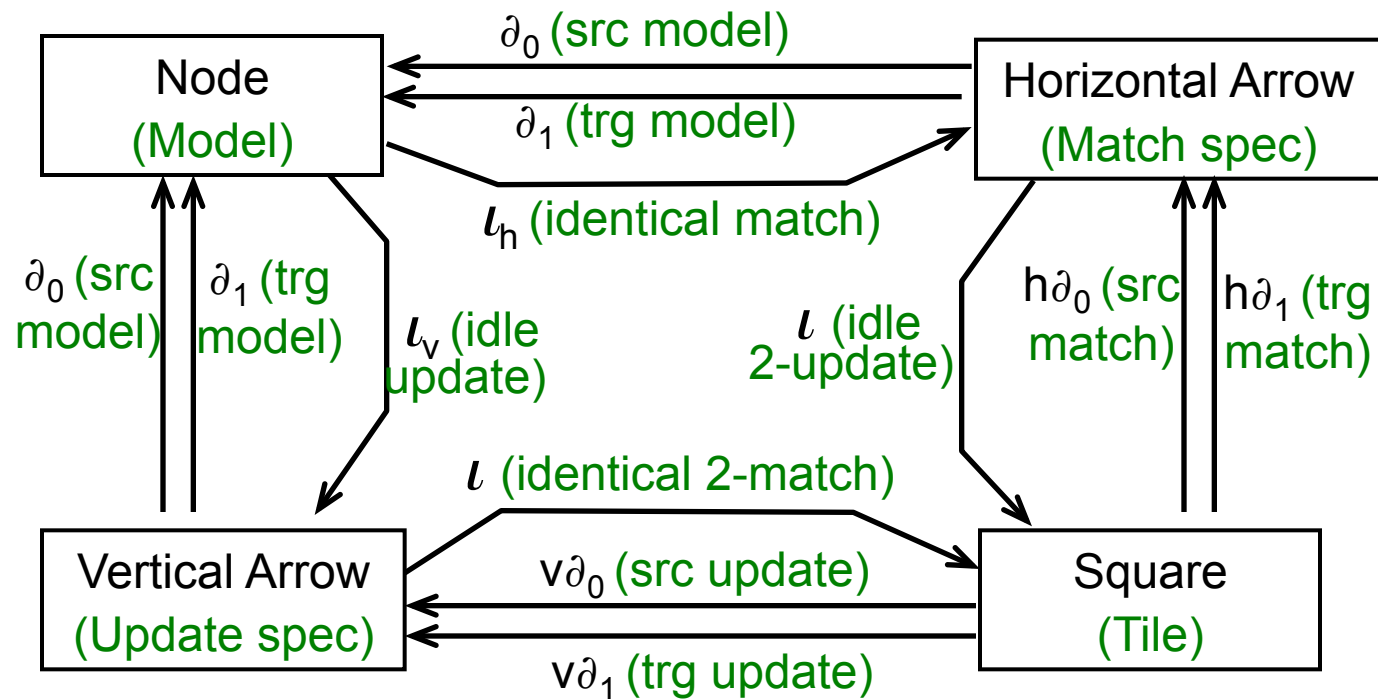 ∂₀ (src model)
Node
(Model)
Horizontal Arrow
(Match spec)
∂₁ (trg model)
ιₕ (identical match)
∂₀ (src
model)
∂₁ (trg
model)
ιᵥ (idle
update)
ι (idle
2-update)
h∂₀ (src
match)
h∂₁ (trg
match)
ι (identical 2-match)
Vertical Arrow
(Update spec)
v∂₀ (src update)
Square
(Tile)
v∂₁ (trg update)